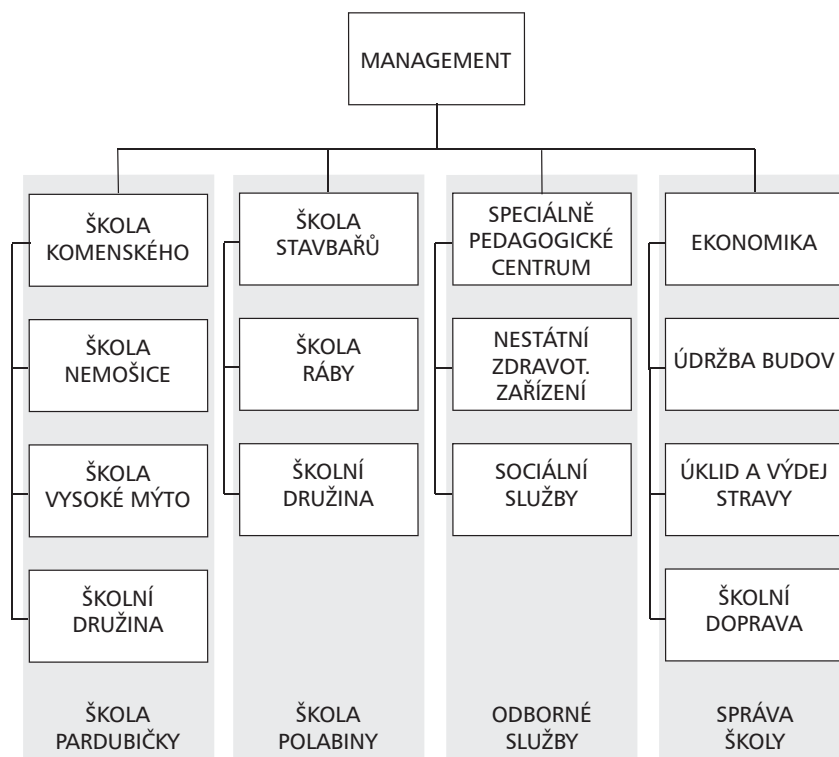 MANAGEMENT
ŠKOLA
KOMENSKÉHO
ŠKOLA
NEMOŠICE
ŠKOLA
VYSOKÉ MÝTO
ŠKOLNÍ
DRUŽINA
ŠKOLA
PARDUBIČKY
ŠKOLA
STAVBAŘŮ
ŠKOLA
RÁBY
ŠKOLNÍ
DRUŽINA
ŠKOLA
POLABINY
SPECIÁLNĚ
PEDAGOGICKÉ
CENTRUM
NESTÁTNÍ
ZDRAVOT.
ZAŘÍZENÍ
SOCIÁLNÍ
SLUŽBY
ODBORNÉ
SLUŽBY
EKONOMIKA
ÚDRŽBA BUDOV
ÚKLID A VÝDEJ
STRAVY
ŠKOLNÍ
DOPRAVA
SPRÁVA
ŠKOLY